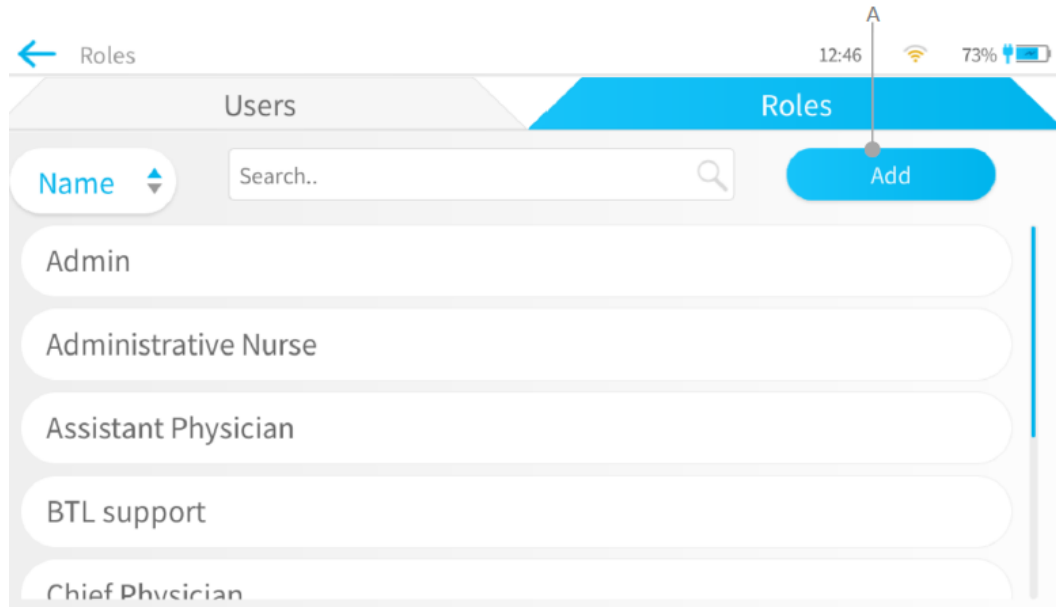 A
Roles 12:46 73%
Users Roles
Name Search.. Add
Admin
Administrative Nurse
Assistant Physician
BTL support
Chief Physician